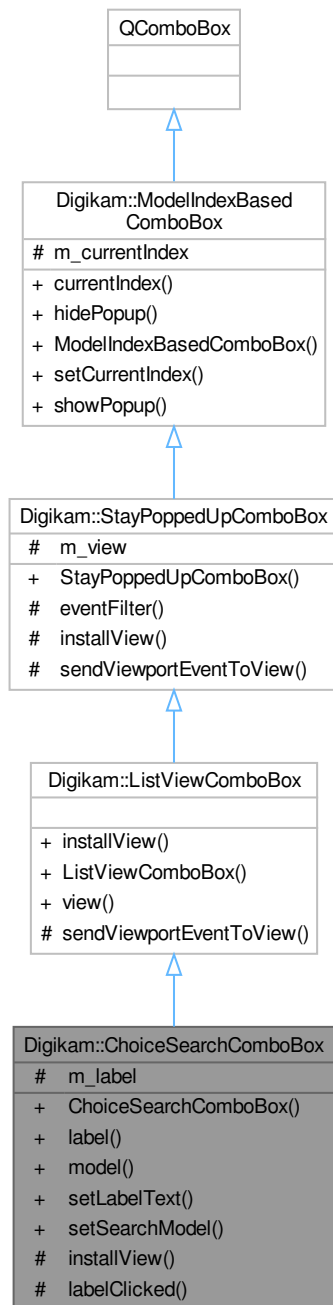 QComboBox
Digikam::ModelIndexBased
ComboBox
# m_currentIndex
+ currentIndex()
+ hidePopup()
+ ModelIndexBasedComboBox()
+ setCurrentIndex()
+ showPopup()
Digikam::StayPoppedUpComboBox
# m_view
+ StayPoppedUpComboBox()
# eventFilter()
# installView()
# sendViewportEventToView()
Digikam::ListViewComboBox
+ installView()
+ ListViewComboBox()
+ view()
# sendViewportEventToView()
Digikam::ChoiceSearchComboBox
# m_label
+ ChoiceSearchComboBox()
+ label()
+ model()
+ setLabelText()
+ setSearchModel()
# installView()
# labelClicked()